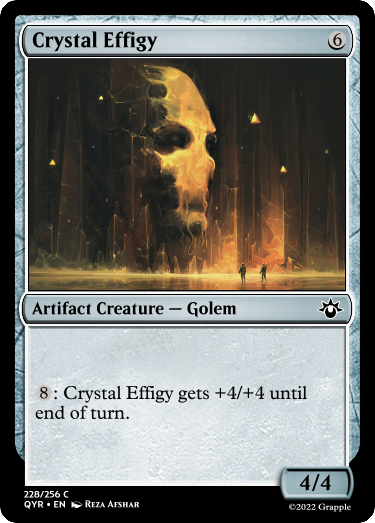 Crystal Effigy 6
Artifact Creature — Golem
8: Crystal Effigy gets +4/+4 until
end of turn.
4/4
228/256 C
QYR • EN Reza Afshar
©2022 Grapple